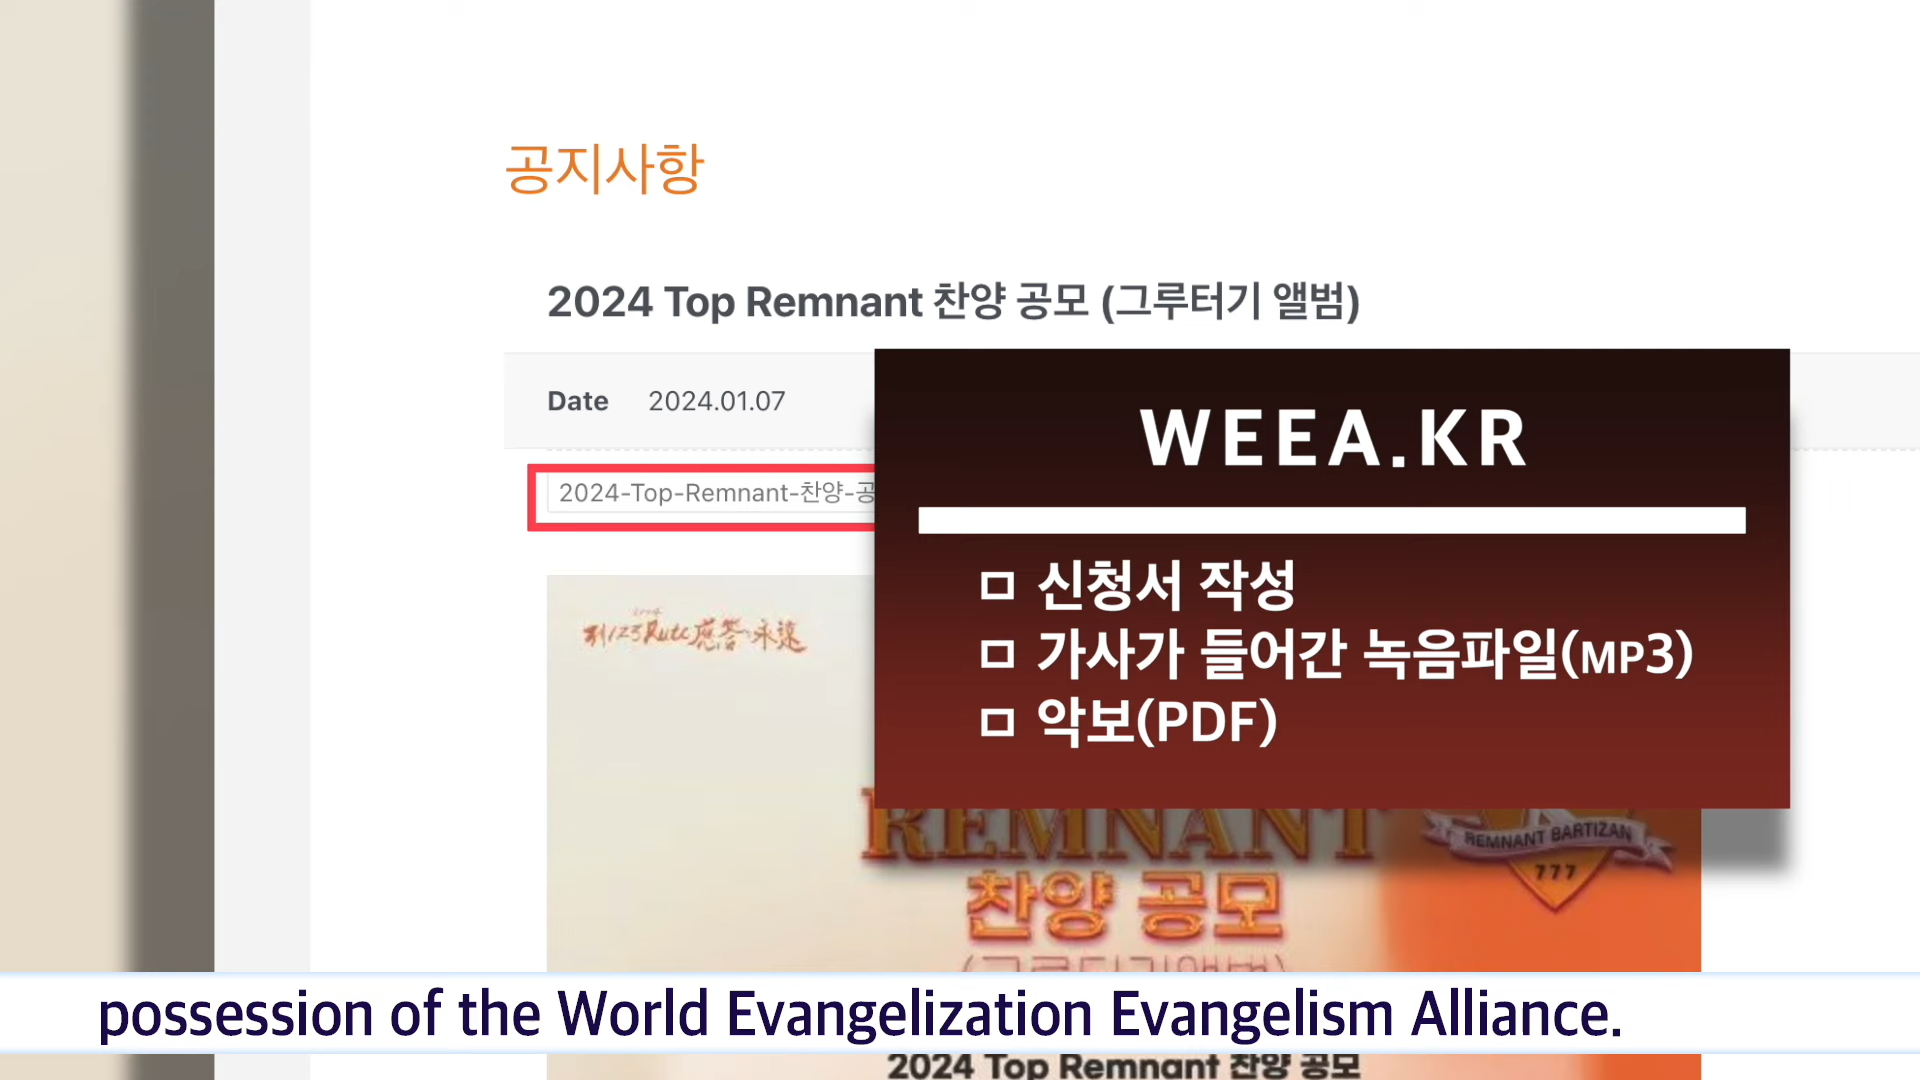 공지사항
2024 Top Remnant 찬양 공모 (그루터기 앨범)
Date 2024.01.07
2024-Top-Remnant-찬양-공
WEEA.KR
신청서 작성
가사가 들어간 녹음파일(MP3)
악보(PDF)
REMNANT
REMNANT BARTIZAN
777
찬양 공모
possession of the World Evangelization Evangelism Alliance.
2024 Top Remnant 찬양 공모